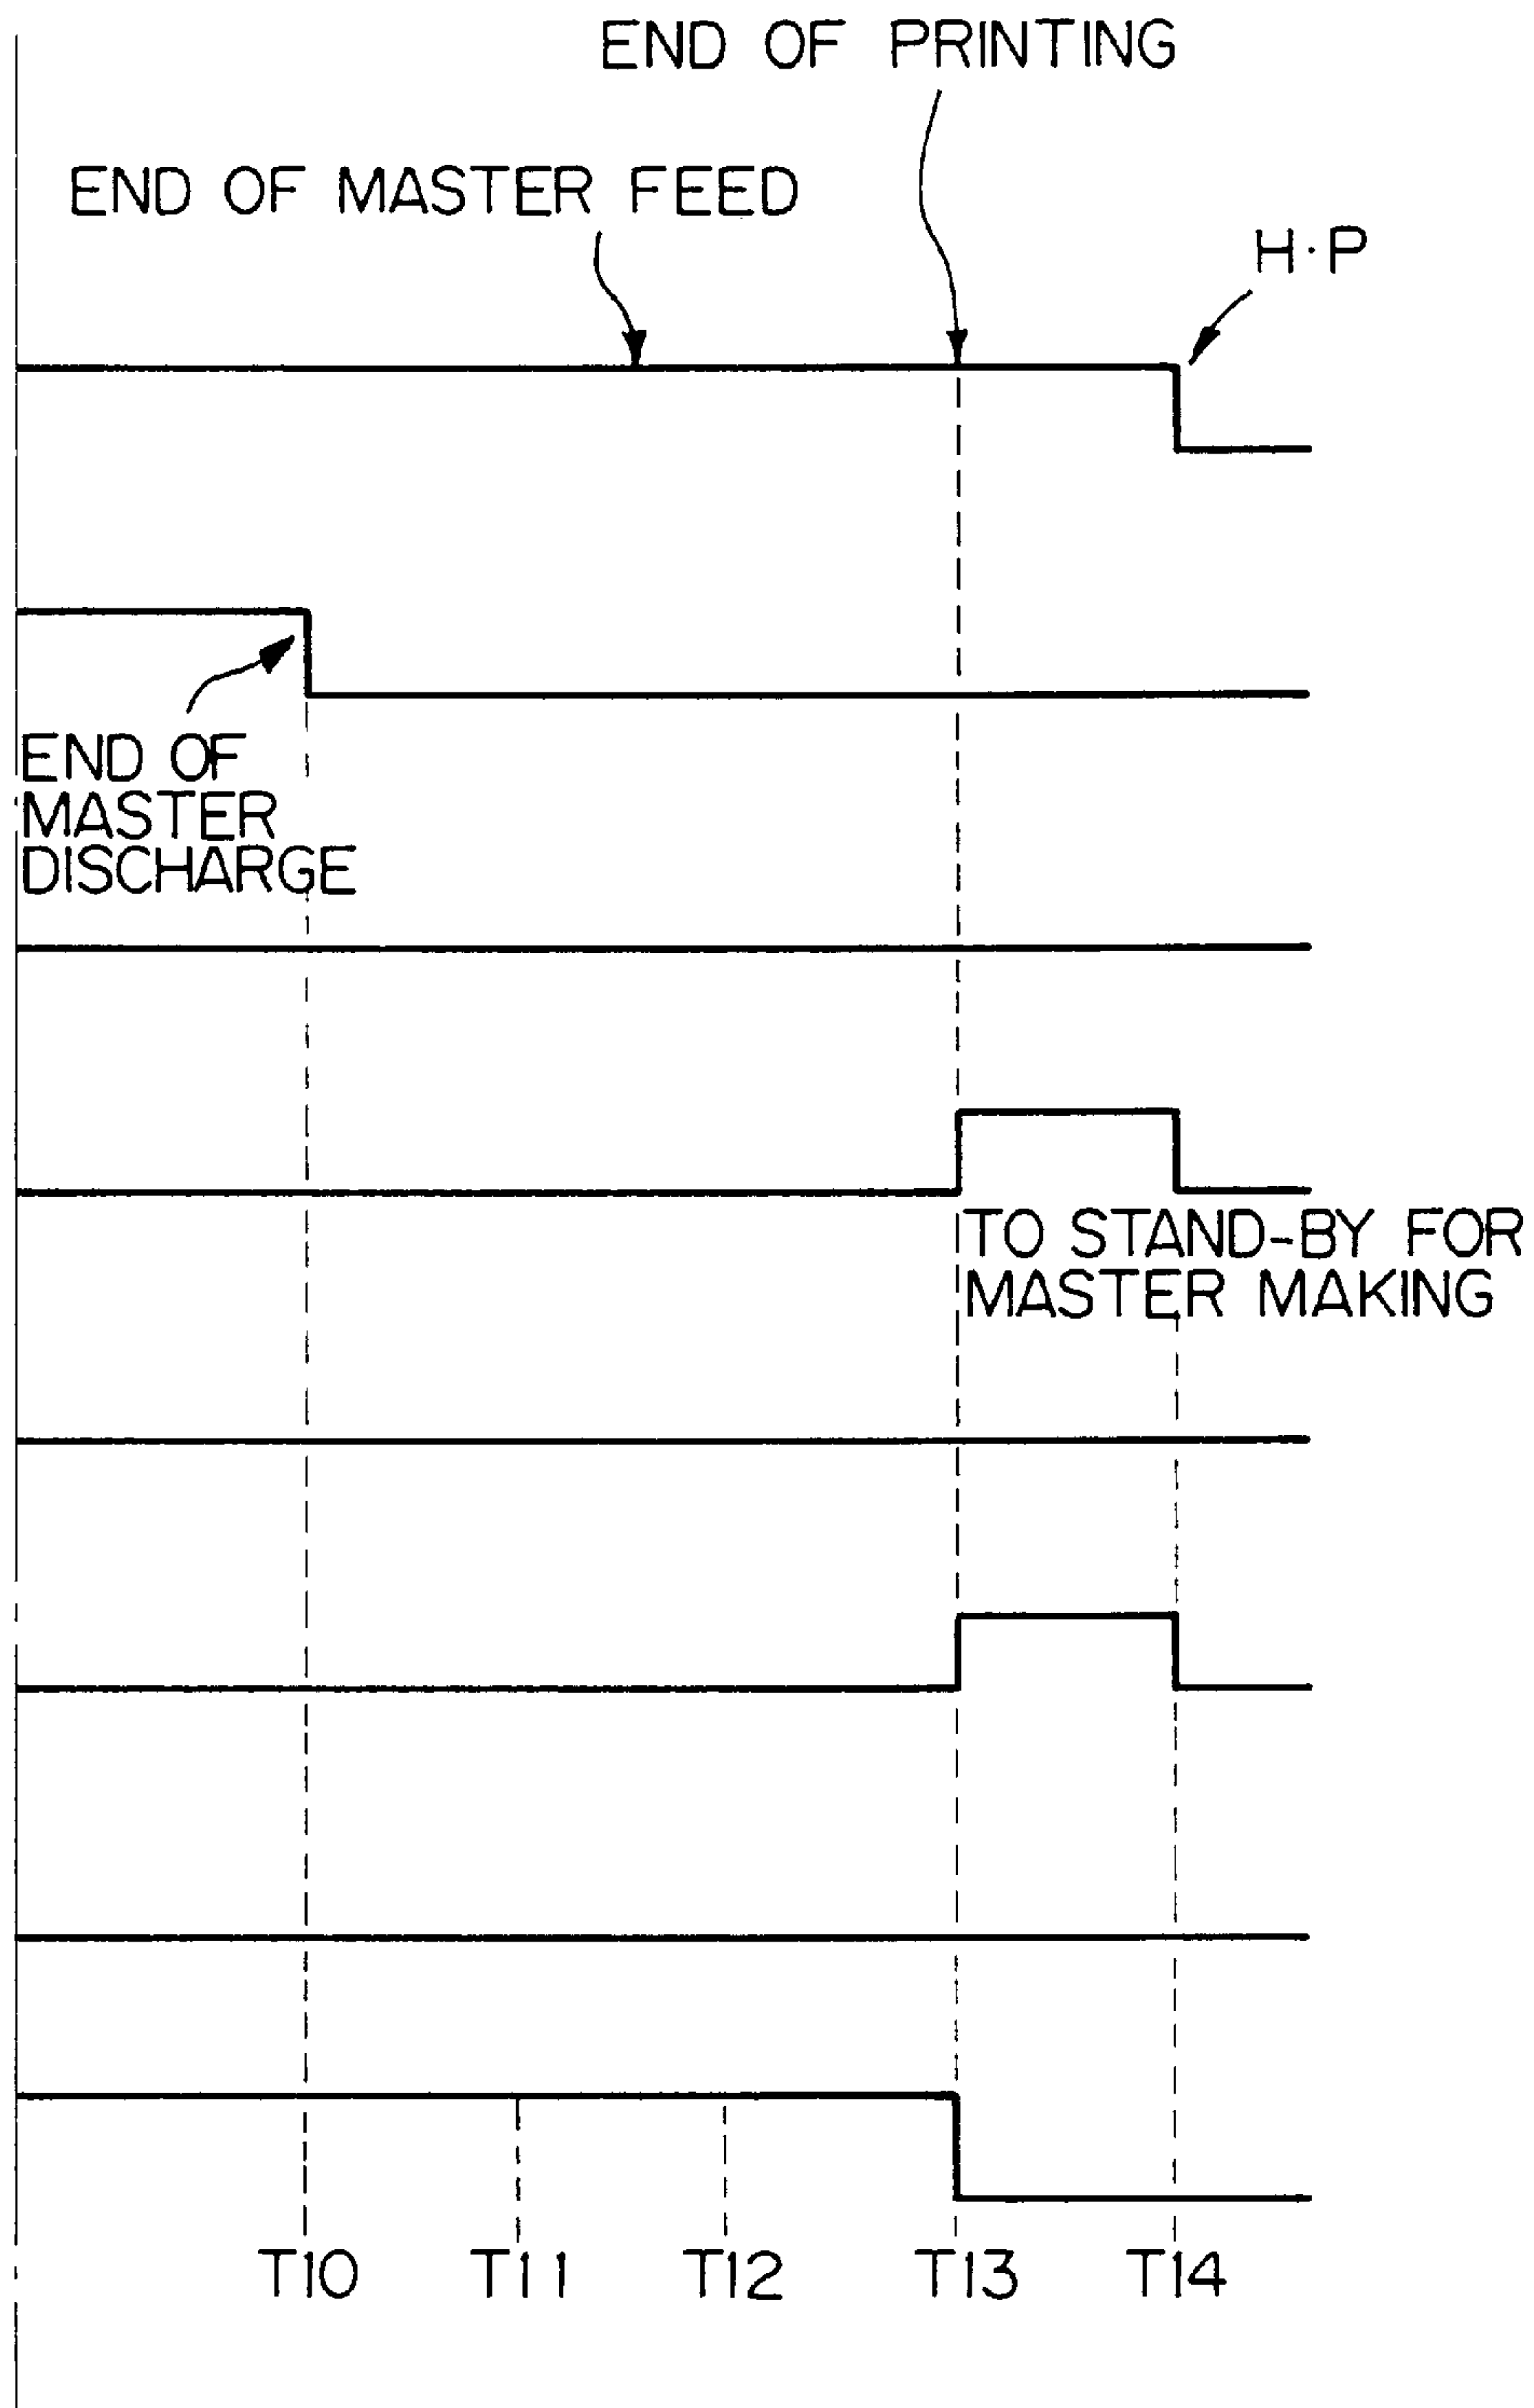 END OF PRINTING
END OF MASTER FEED
H·P
END OF
MASTER
DISCHARGE
TO STAND-BY FOR
MASTER MAKING
T10 T11 T12 T13 T14